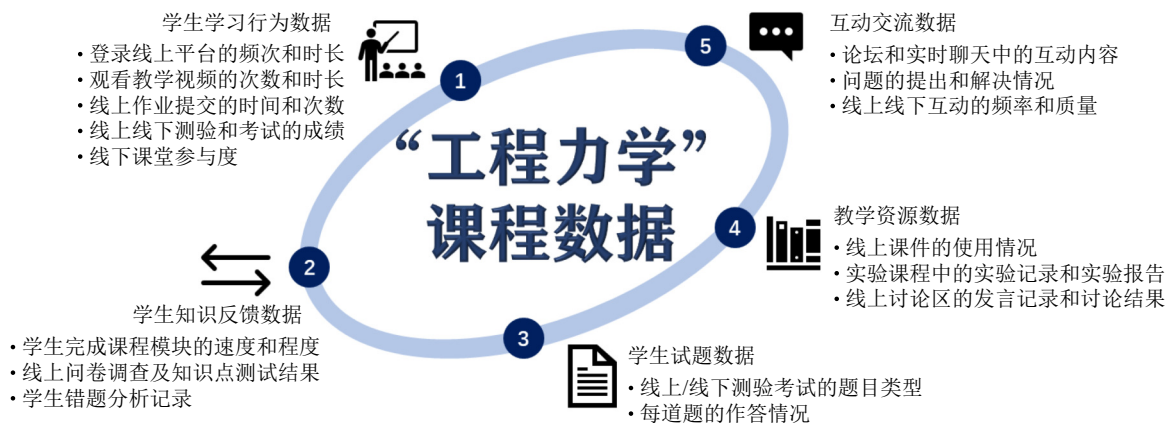 学生学习行为数据
• 登录线上平台的频次和时长
• 观看教学视频的次数和时长
• 线上作业提交的时间和次数
• 线上线下测验和考试的成绩
• 线下课堂参与度
1
“工程力学”
课程数据
2
学生知识反馈数据
• 学生完成课程模块的速度和程度
• 线上问卷调查及知识点测试结果
• 学生错题分析记录
3
学生试题数据
• 线上/线下测验考试的题目类型
• 每道题的作答情况
4
教学资源数据
• 线上课件的使用情况
• 实验课程中的实验记录和实验报告
• 线上讨论区的发言记录和讨论结果
5
互动交流数据
• 论坛和实时聊天中的互动内容
• 问题的提出和解决情况
• 线上线下互动的频率和质量